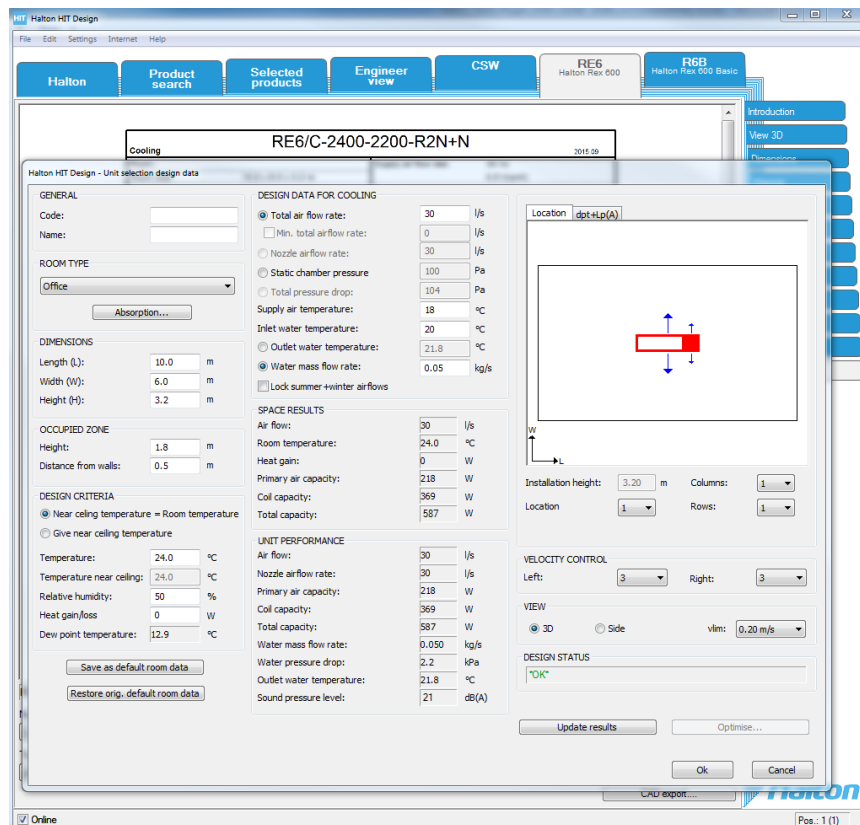 HIT Halton HIT Design
File Edit Settings Internet Help
Halton
Product search
Selected products
Engineer view
CSW
RE6
Halton Rex 600
R6B
Halton Rex 600 Basic
Introduction
View 3D
Dimensions
Cooling
RE6/C-2400-2200-R2N+N
2015.09
Halton HIT Design - Unit selection design data
GENERAL
Code:
Name:
ROOM TYPE
Office
Absorption...
DIMENSIONS
Length (L): 10.0 m
Width (W): 6.0 m
Height (H): 3.2 m
OCCUPIED ZONE
Height: 1.8 m
Distance from walls: 0.5 m
DESIGN CRITERIA
Near ceiling temperature = Room temperature
Give near ceiling temperature
Temperature: 24.0 ºC
Temperature near ceiling: 24.0 ºC
Relative humidity: 50 %
Heat gain/loss 0 W
Dew point temperature: 12.9 ºC
Save as default room data
Restore orig. default room data
DESIGN DATA FOR COOLING
Total air flow rate: 30 l/s
Min. total airflow rate: 0 l/s
Nozzle airflow rate: 30 l/s
Static chamber pressure 100 Pa
Total pressure drop: 104 Pa
Supply air temperature: 18 ºC
Inlet water temperature: 20 ºC
Outlet water temperature: 21.8 ºC
Water mass flow rate: 0.05 kg/s
Lock summer+winter airflows
SPACE RESULTS
Air flow: 30 l/s
Room temperature: 24.0 ºC
Heat gain: 0 W
Primary air capacity: 218 W
Coil capacity: 369 W
Total capacity: 587 W
UNIT PERFORMANCE
Air flow: 30 l/s
Nozzle airflow rate: 30 l/s
Primary air capacity: 218 W
Coil capacity: 369 W
Total capacity: 587 W
Water mass flow rate: 0.050 kg/s
Water pressure drop: 2.2 kPa
Outlet water temperature: 21.8 ºC
Sound pressure level: 21 dB(A)
Location dpt+Lp(A)
W
L
Installation height: 3.20 m Columns: 1
Location 1 Rows: 1
VELOCITY CONTROL
Left: 3 Right: 3
VIEW
3D Side vlim: 0.20 m/s
DESIGN STATUS
"OK"
Update results Optimise...
Ok Cancel
CAD export....
Halton
Online
Pos.: 1 (1)